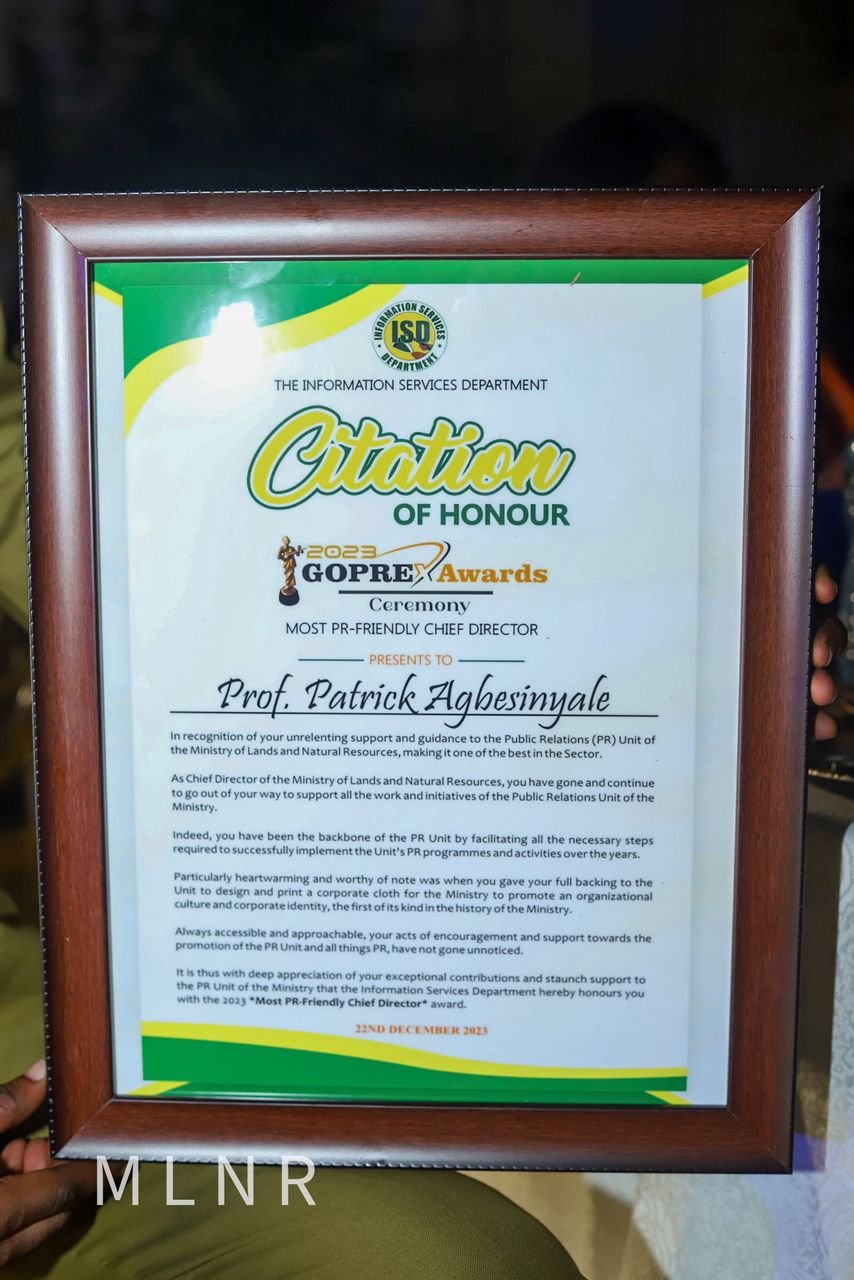 INFORMATION SERVICES
ISD
DEPARTMENT
THE INFORMATION SERVICES DEPARTMENT
Citation
OF HONOUR
2023
GOPREx Awards
Ceremony
MOST PR-FRIENDLY CHIEF DIRECTOR
PRESENTS TO
Prof. Patrick Agbesinyale
In recognition of your unrelenting support and guidance to the Public Relations (PR) Unit of
the Ministry of Lands and Natural Resources, making it one of the best in the Sector.
As Chief Director of the Ministry of Lands and Natural Resources, you have gone and continue
to go out of your way to support all the work and initiatives of the Public Relations Unit of the
Ministry.
Indeed, you have been the backbone of the PR Unit by facilitating all the necessary steps
required to successfully implement the Unit's PR programmes and activities over the years.
Particularly heartwarming and worthy of note was when you gave your full backing to the
Unit to design and print a corporate cloth for the Ministry to promote an organizational
culture and corporate identity, the first of its kind in the history of the Ministry.
Always accessible and approachable, your acts of encouragement and support towards the
promotion of the PR Unit and all things PR, have not gone unnoticed.
It is thus with deep appreciation of your exceptional contributions and staunch support to
the PR Unit of the Ministry that the Information Services Department hereby honours you
with the 2023 *Most PR-Friendly Chief Director* award.
22ND DECEMBER 2023
MLNR